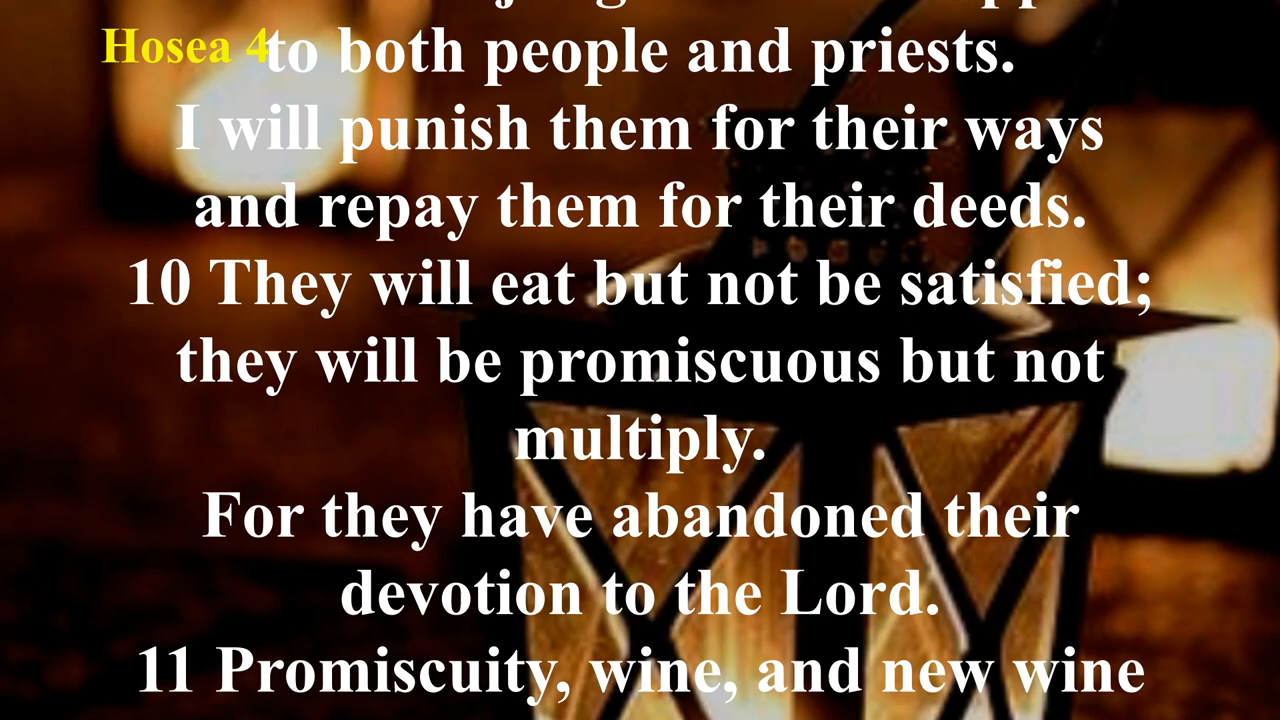 Hosea 4
to both people and priests.
I will punish them for their ways
and repay them for their deeds.
10 They will eat but not be satisfied;
they will be promiscuous but not
multiply.
For they have abandoned their
devotion to the Lord.
11 Promiscuity, wine, and new wine